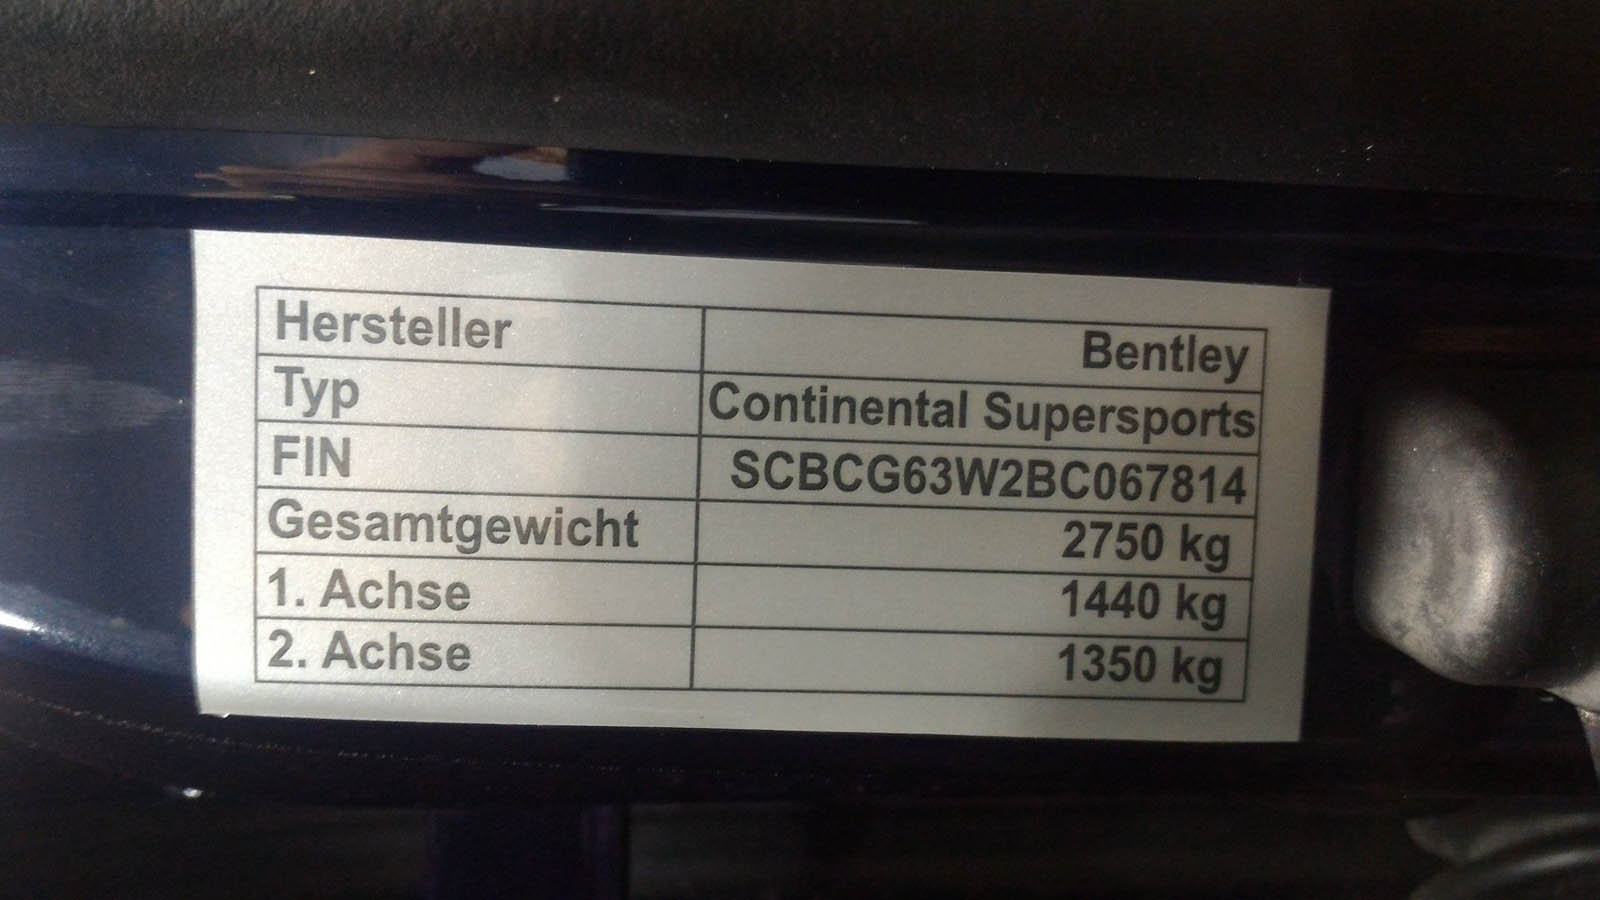 Hersteller Bentley
Typ Continental Supersports
FIN SCBCG63W2BC067814
Gesamtgewicht 2750 kg
1. Achse 1440 kg
2. Achse 1350 kg